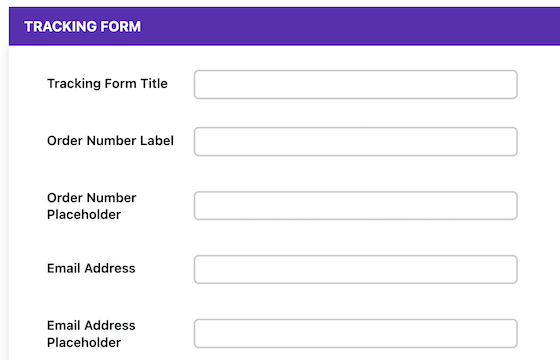 TRACKING FORM
Tracking Form Title
Order Number Label
Order Number
Placeholder
Email Address
Email Address
Placeholder